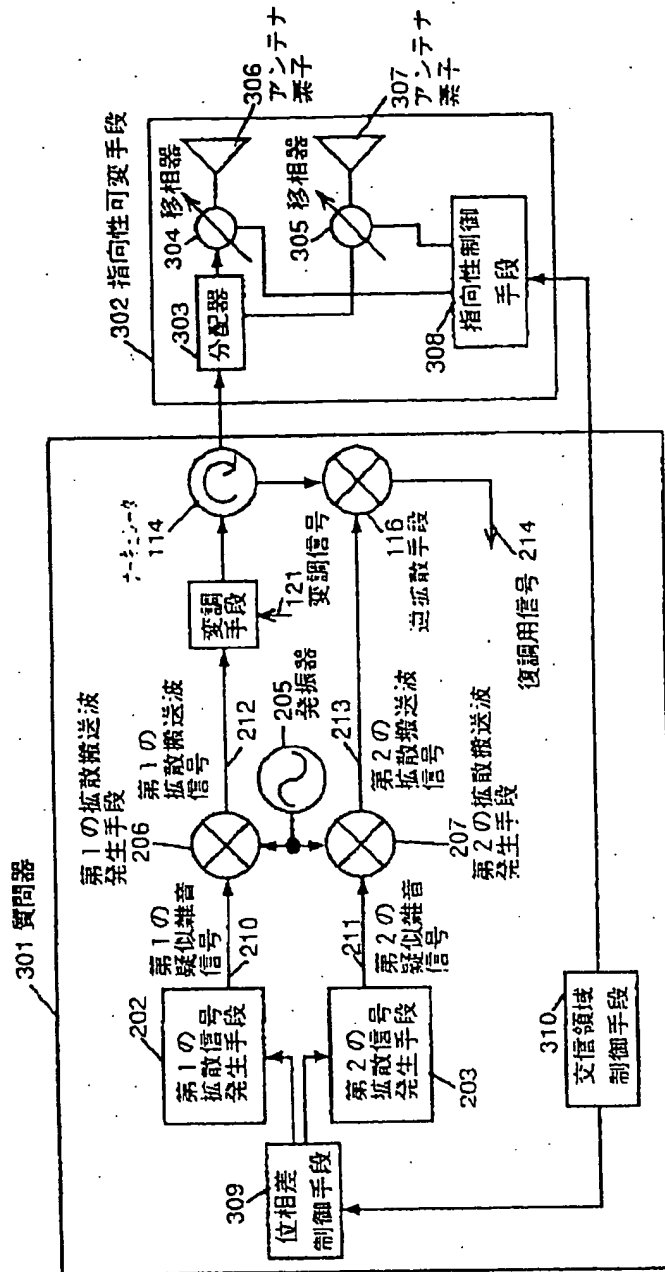 301 質問器
302 指向性可変手段
309
位相差
制御手段
202
第1の
拡散信号
発生手段
第2の
拡散信号
発生手段
203
第1の
疑似雑音
信号
210
211
第2の
疑似雑音
信号
第1の拡散搬送波
発生手段
206
205
発振器
207
第2の拡散搬送波
発生手段
第1の
拡散搬送波
信号
212
213
第2の
拡散搬送波
信号
変調
手段
121
変調信号
114
116
逆拡散手段
214
復調用信号
303
分配器
304 移相器
305 移相器
306
アンテナ
素子
307
アンテナ
素子
308
指向性制御
手段
310
交信領域
制御手段